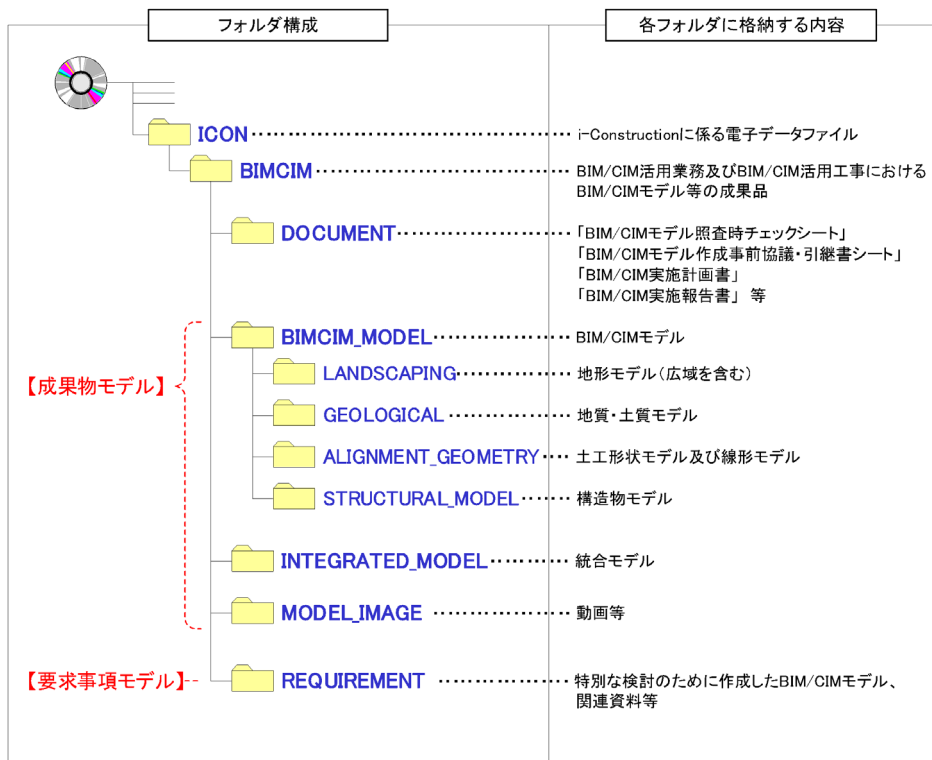 フォルダ構成
各フォルダに格納する内容
ICON
i-Constructionに係る電子データファイル
BIMCIM
BIM/CIM活用業務及びBIM/CIM活用工事における
BIM/CIMモデル等の成果品
DOCUMENT
「BIM/CIMモデル照査時チェックシート」
「BIM/CIMモデル作成事前協議・引継書シート」
「BIM/CIM実施計画書」
「BIM/CIM実施報告書」 等
【成果物モデル】
BIMCIM_MODEL
BIM/CIMモデル
LANDSCAPING
地形モデル（広域を含む）
GEOLOGICAL
地質・土質モデル
ALIGNMENT_GEOMETRY
土工形状モデル及び線形モデル
STRUCTURAL_MODEL
構造物モデル
INTEGRATED_MODEL
統合モデル
MODEL_IMAGE
動画等
【要求事項モデル】
REQUIREMENT
特別な検討のために作成したBIM/CIMモデル、
関連資料等